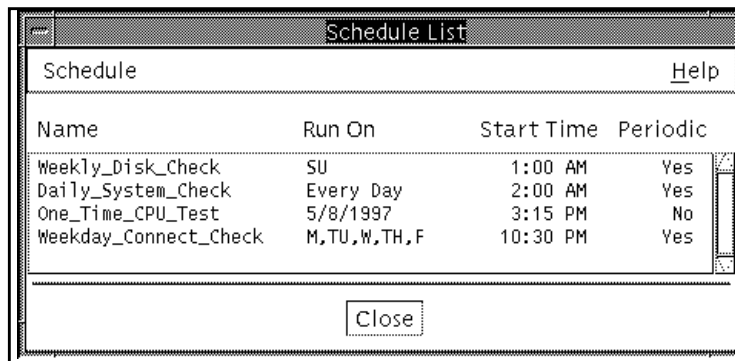 Schedule List
Schedule Help
Name Run On Start Time Periodic
Weekly_Disk_Check SU 1:00 AM Yes
Daily_System_Check Every Day 2:00 AM Yes
One_Time_CPU_Test 5/8/1997 3:15 PM No
Weekday_Connect_Check M,TU,W,TH,F 10:30 PM Yes
Close